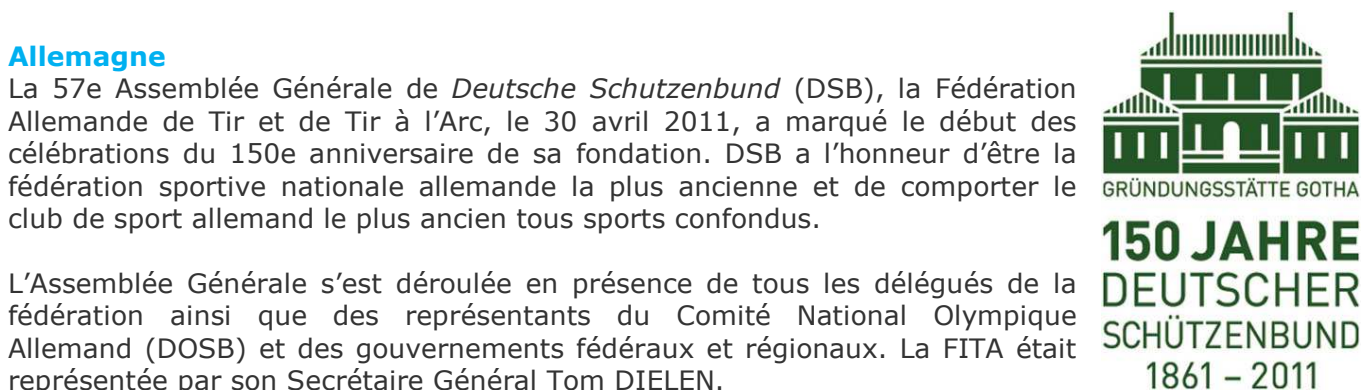 Allemagne
La 57e Assemblée Générale de Deutsche Schutzenbund (DSB), la Fédération
Allemande de Tir et de Tir à l’Arc, le 30 avril 2011, a marqué le début des
célébrations du 150e anniversaire de sa fondation. DSB a l’honneur d’être la
fédération sportive nationale allemande la plus ancienne et de comporter le
club de sport allemand le plus ancien tous sports confondus.
L’Assemblée Générale s’est déroulée en présence de tous les délégués de la
fédération ainsi que des représentants du Comité National Olympique
Allemand (DOSB) et des gouvernements fédéraux et régionaux. La FITA était
représentée par son Secrétaire Général Tom DIELEN.
GRÜNDUNGSSTÄTTE GOTHA
150 JAHRE
DEUTSCHER
SCHÜTZENBUND
1861 – 2011